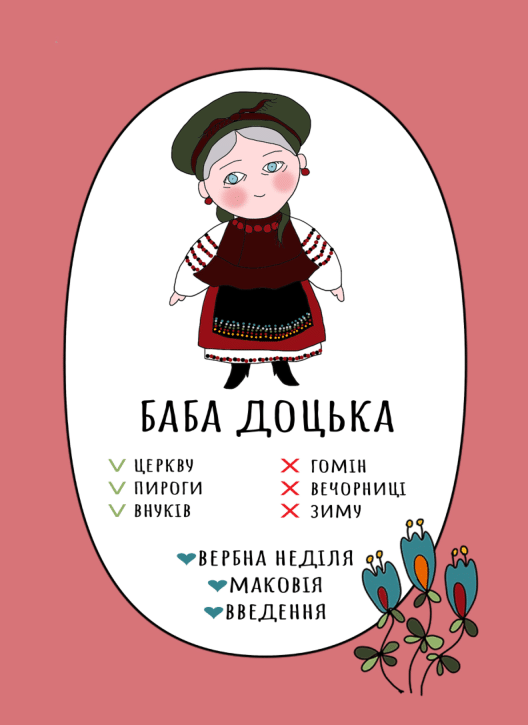 БАБА ДОЦЬКА
ЦЕРКВУ
ПИРОГИ
ВНУКІВ
ГОМІН
ВЕЧОРНИЦІ
ЗИМУ
ВЕРБНА НЕДІЛЯ
МАКОВІЯ
ВВЕДЕННЯ